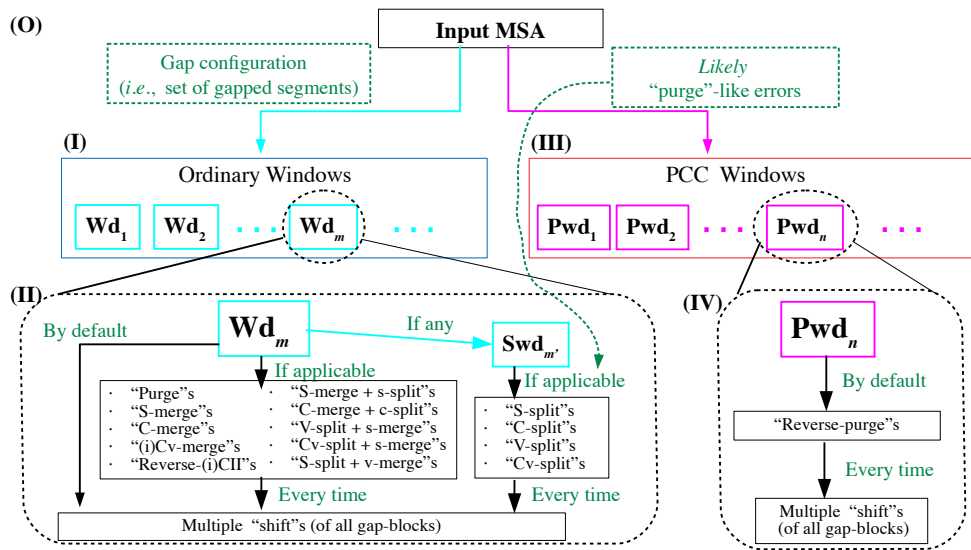 (O)
Input MSA
Gap configuration
(i.e., set of gapped segments)
Likely
“purge”-like errors
(I)
Ordinary Windows
Wd1 Wd2 · · · Wdm · · ·
(III)
PCC Windows
Pwd1 Pwd2 · · · Pwdn · · ·
(II)
By default
Wdm
If any
Swdm'
If applicable
If applicable
· “Purge”s
· “S-merge”s
· “C-merge”s
· “(i)Cv-merge”s
· “Reverse-(i)CII”s
· “S-merge + s-split”s
· “C-merge + c-split”s
· “V-split + s-merge”s
· “Cv-split + s-merge”s
· “S-split + v-merge”s
· “S-split”s
· “C-split”s
· “V-split”s
· “Cv-split”s
Every time
Every time
Multiple “shift”s (of all gap-blocks)
(IV)
Pwdn
By default
“Reverse-purge”s
Every time
Multiple “shift”s
(of all gap-blocks)